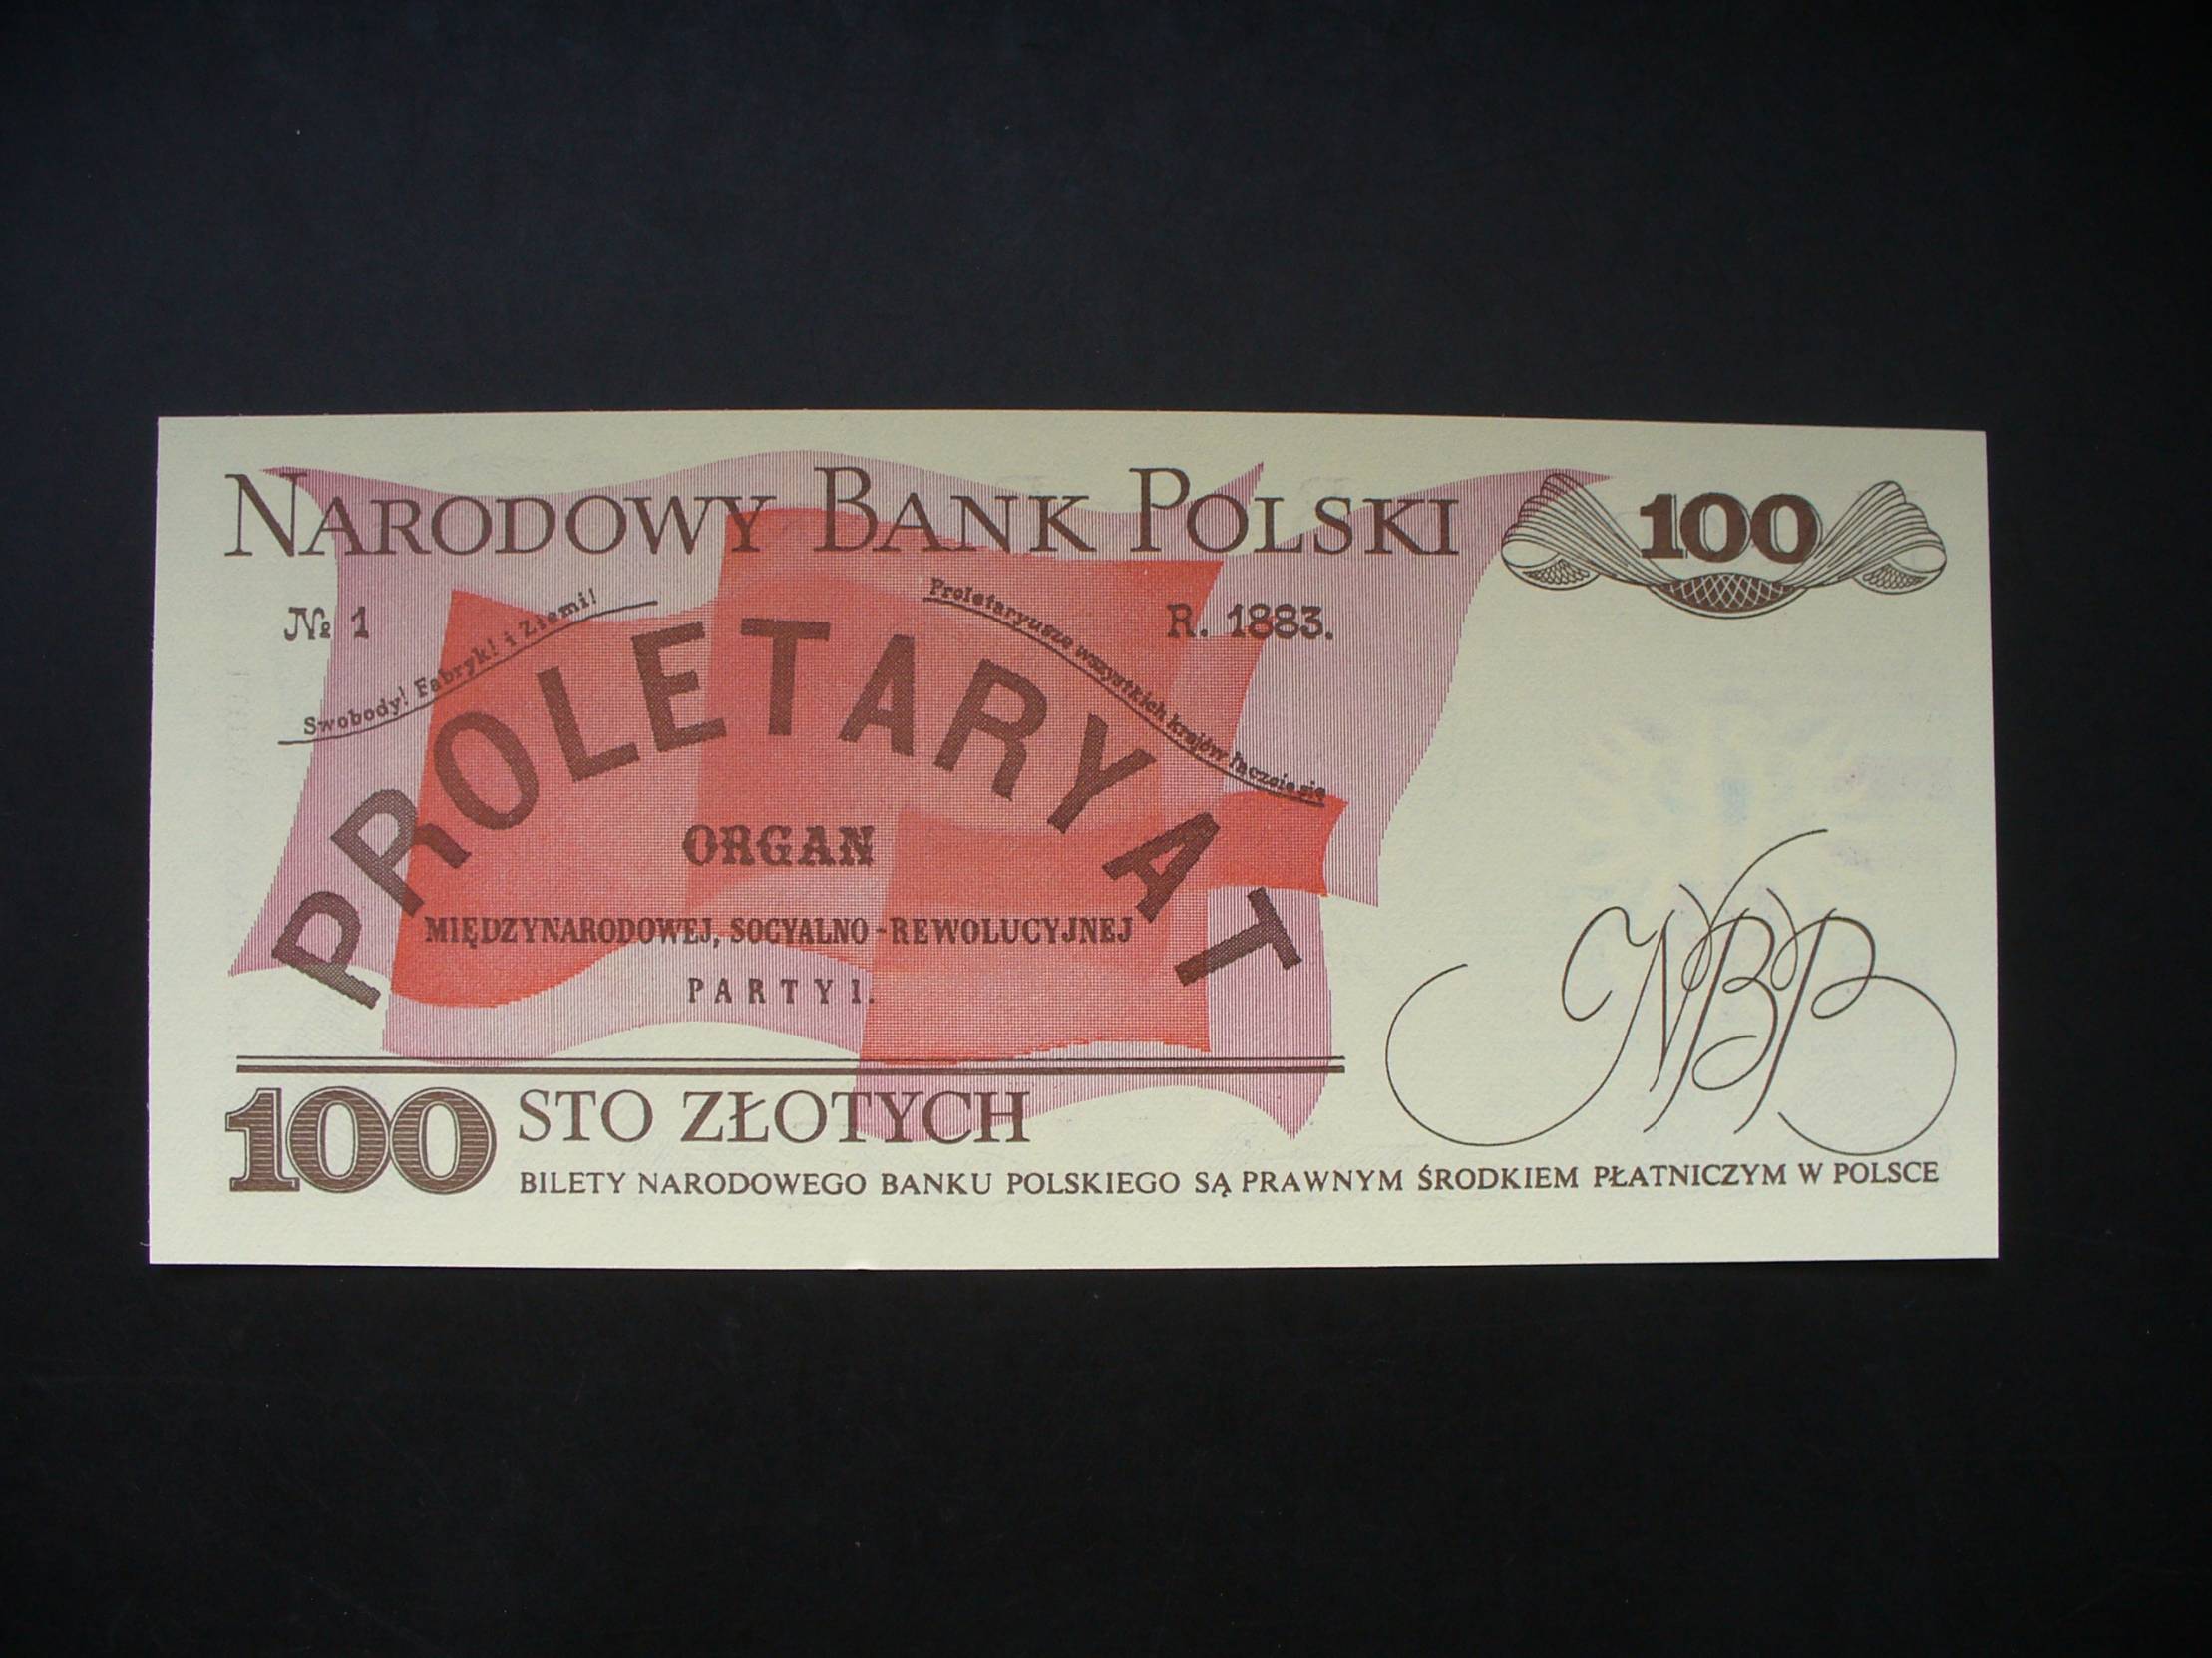 NARODOWY BANK POLSKI
100
№ 1
Swobody! Fabryk! i Ziemi!
Proletaryusze wszystkich krajów łączcie się
R. 1883.
PROLETARYAT
ORGAN
MIĘDZYNARODOWEJ, SOCYALNO-REWOLUCYJNEJ
PARTYI.
NBP
100 STO ZŁOTYCH
BILETY NARODOWEGO BANKU POLSKIEGO SĄ PRAWNYM ŚRODKIEM PŁATNICZYM W POLSCE